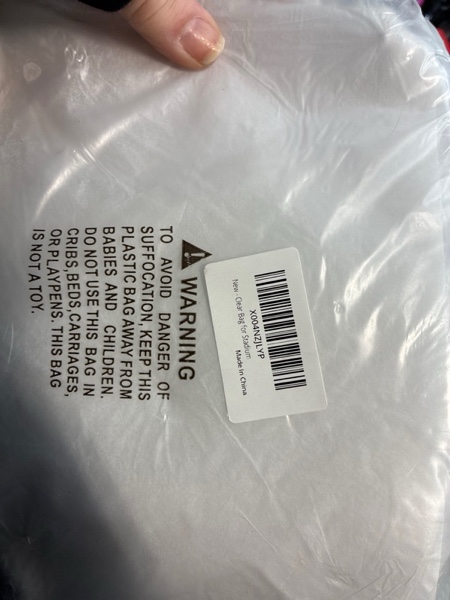 X004NZJLYP
New - Clear Bag for Stadium
Made in China
WARNING
TO AVOID DANGER OF
SUFFOCATION, KEEP THIS
PLASTIC BAG AWAY FROM
BABIES AND CHILDREN.
DO NOT USE THIS BAG IN
CRIBS,BEDS,CARRIAGES,
OR PLAYPENS. THIS BAG
IS NOT A TOY.